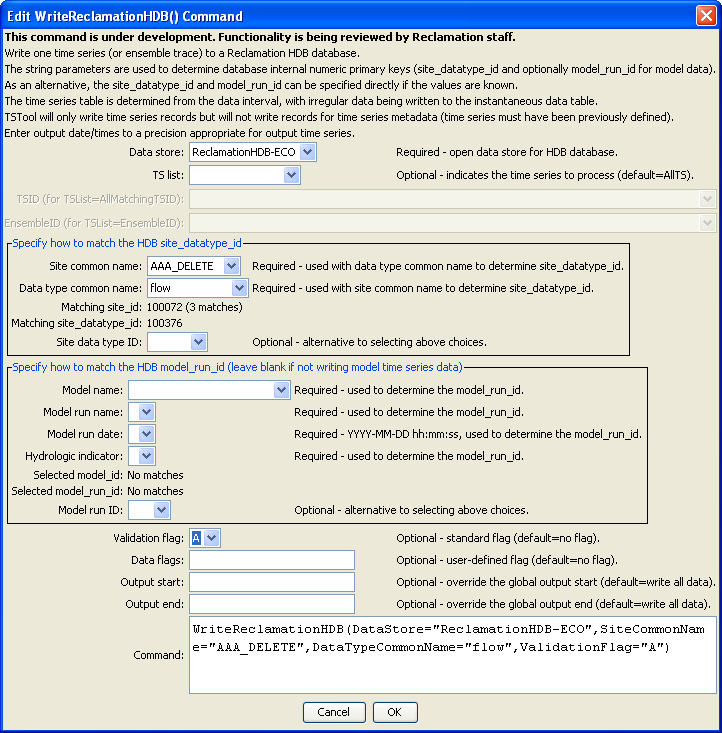 Edit WriteReclamationHDB() Command
This command is under development. Functionality is being reviewed by Reclamation staff.
Write one time series (or ensemble trace) to a Reclamation HDB database.
The string parameters are used to determine database internal numeric primary keys (site_datatype_id and optionally model_run_id for model data).
As an alternative, the site_datatype_id and model_run_id can be specified directly if the values are known.
The time series table is determined from the data interval, with irregular data being written to the instantaneous data table.
TSTool will only write time series records but will not write records for time series metadata (time series must have been previously defined).
Enter output date/times to a precision appropriate for output time series.
Data store: ReclamationHDB-ECO Required - open data store for HDB database.
TS list: Optional - indicates the time series to process (default=AllTS).
TSID (for TSList=AllMatchingTSID):
EnsembleID (for TSList=EnsembleID):
Specify how to match the HDB site_datatype_id
Site common name: AAA_DELETE Required - used with data type common name to determine site_datatype_id.
Data type common name: flow Required - used with site common name to determine site_datatype_id.
Matching site_id: 100072 (3 matches)
Matching site_datatype_id: 100376
Site data type ID: Optional - alternative to selecting above choices.
Specify how to match the HDB model_run_id (leave blank if not writing model time series data)
Model name: Required - used to determine the model_run_id.
Model run name: Required - used to determine the model_run_id.
Model run date: Required - YYYY-MM-DD hh:mm:ss, used to determine the model_run_id.
Hydrologic indicator: Required - used to determine the model_run_id.
Selected model_id: No matches
Selected model_run_id: No matches
Model run ID: Optional - alternative to selecting above choices.
Validation flag: A Optional - standard flag (default=no flag).
Data flags: Optional - user-defined flag (default=no flag).
Output start: Optional - override the global output start (default=write all data).
Output end: Optional - override the global output end (default=write all data).
Command: WriteReclamationHDB(DataStore="ReclamationHDB-ECO",SiteCommonNam
e="AAA_DELETE",DataTypeCommonName="flow",ValidationFlag="A")
Cancel OK